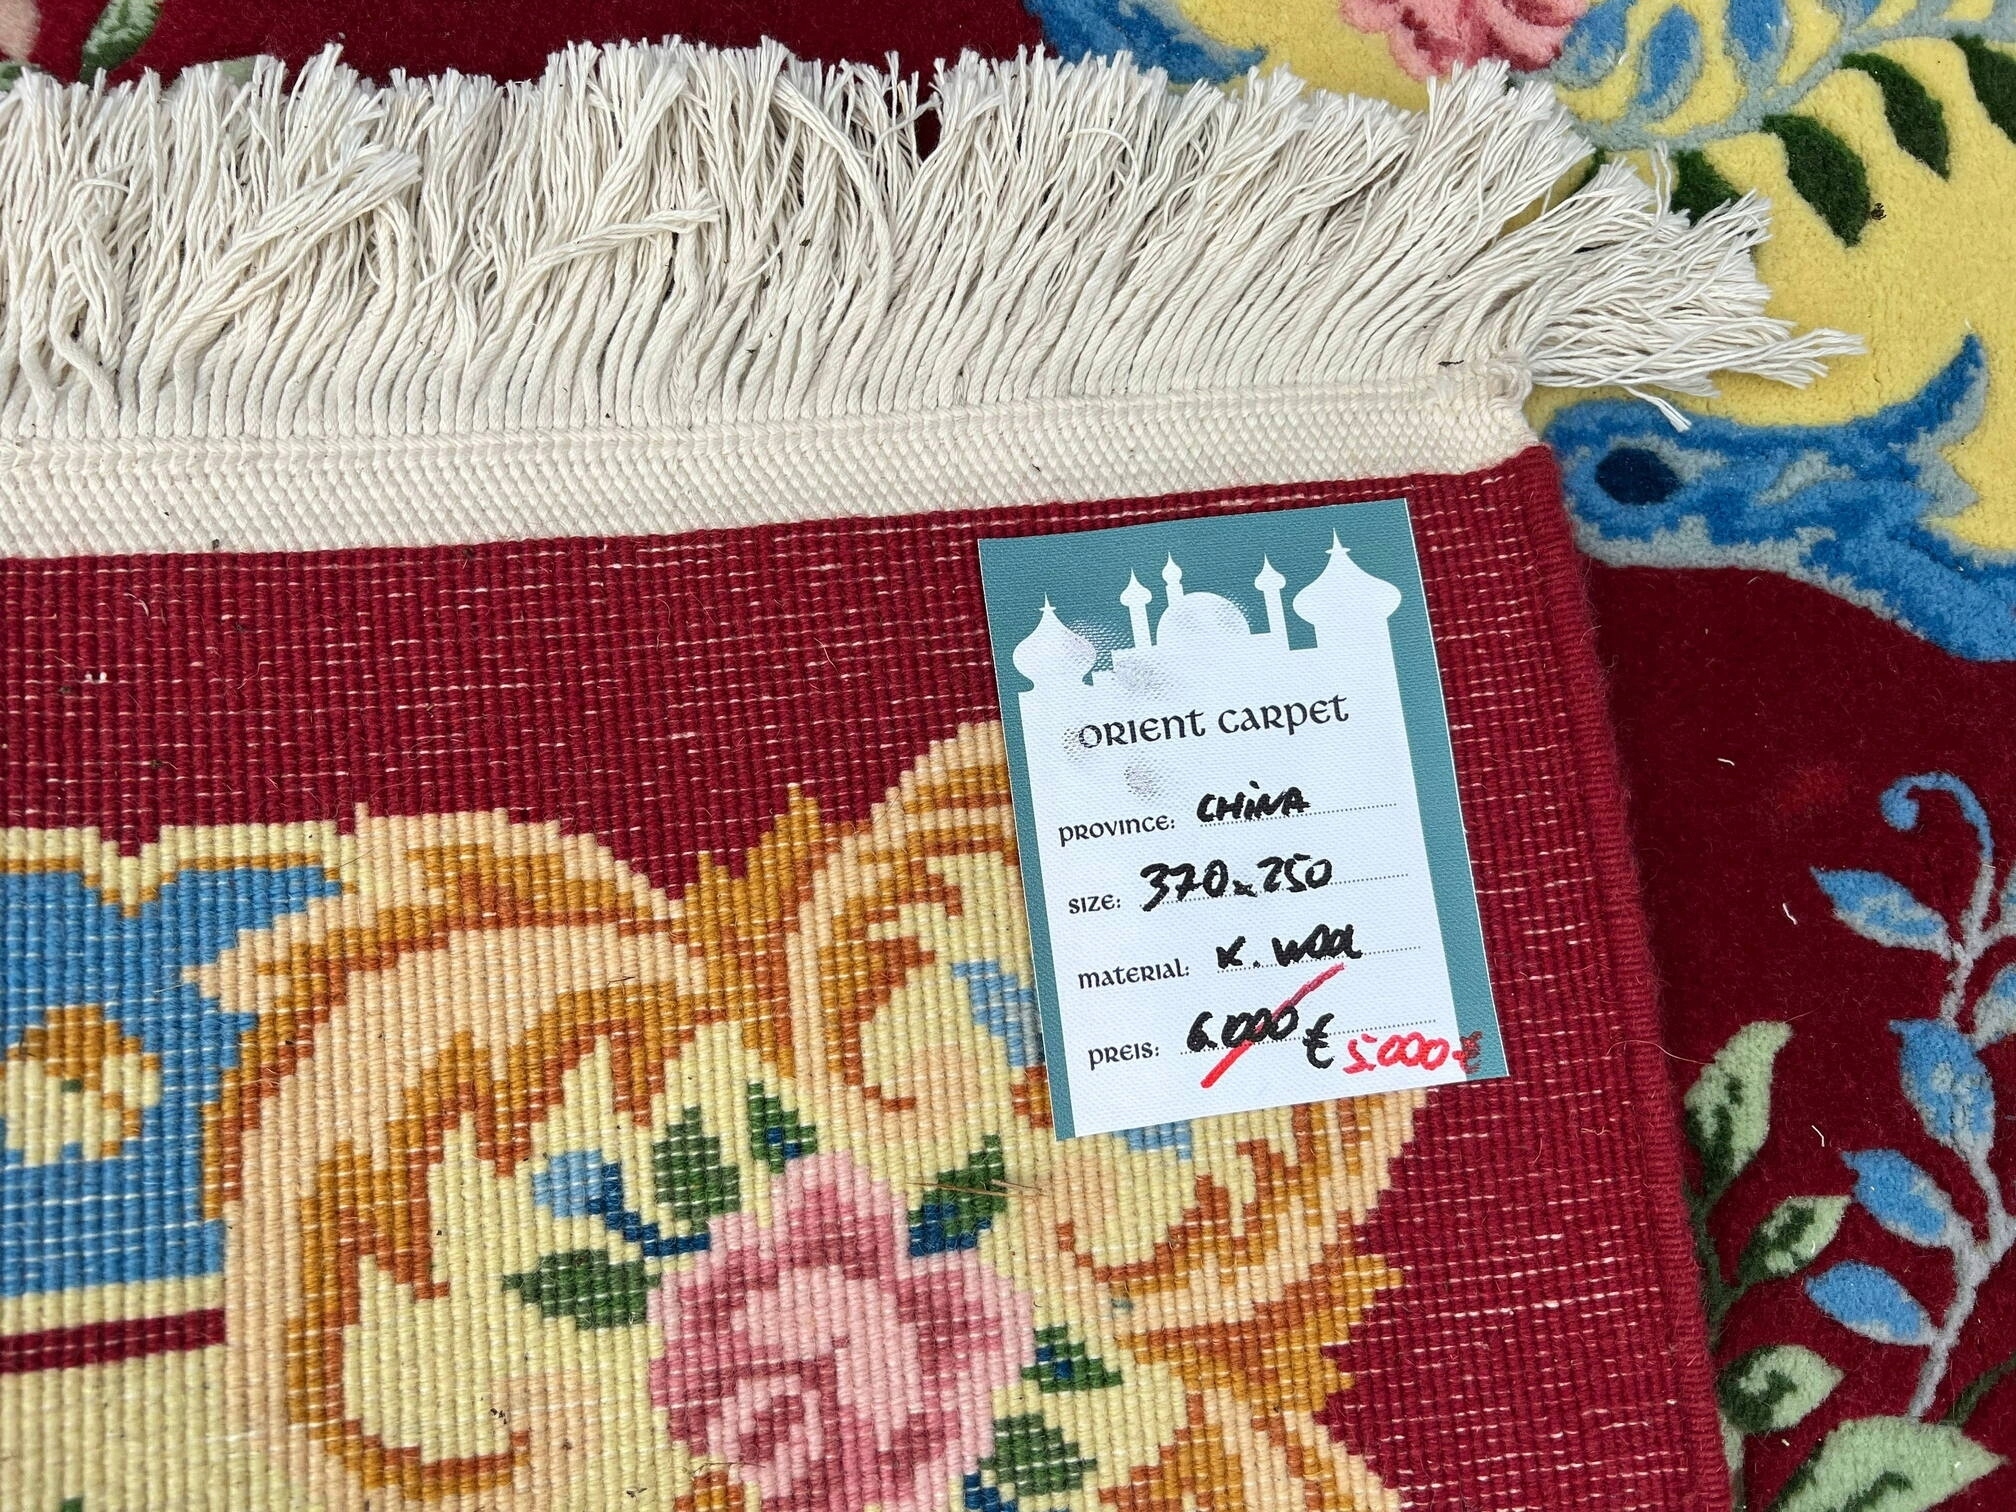 ORIENT CARPET
PROVINCE: CHINA
SIZE: 370x250
MATERIAL: K. WOOL
PREIS: 6.000 € 5.000 €